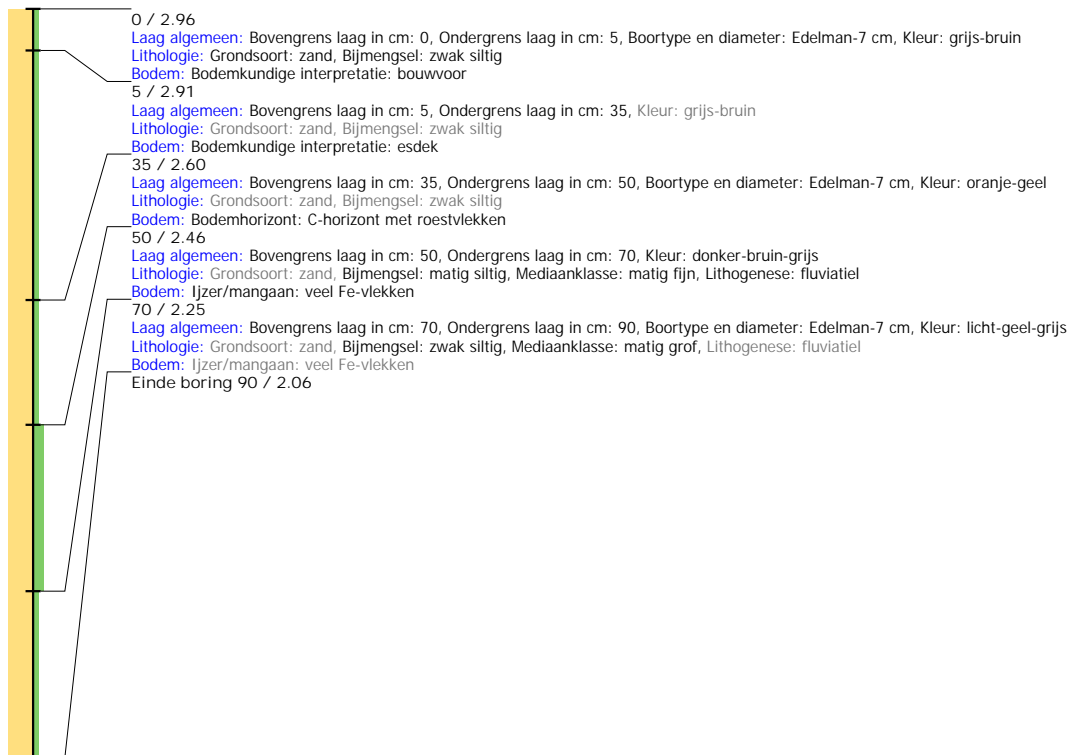 0 / 2.96
Laag algemeen: Bovengrens laag in cm: 0, Ondergrens laag in cm: 5, Boortype en diameter: Edelman-7 cm, Kleur: grijs-bruin
Lithologie: Grondsoort: zand, Bijmengsel: zwak siltig
Bodem: Bodemkundige interpretatie: bouwvoor
5 / 2.91
Laag algemeen: Bovengrens laag in cm: 5, Ondergrens laag in cm: 35, Kleur: grijs-bruin
Lithologie: Grondsoort: zand, Bijmengsel: zwak siltig
Bodem: Bodemkundige interpretatie: esdek
35 / 2.60
Laag algemeen: Bovengrens laag in cm: 35, Ondergrens laag in cm: 50, Boortype en diameter: Edelman-7 cm, Kleur: oranje-geel
Lithologie: Grondsoort: zand, Bijmengsel: zwak siltig
Bodem: Bodemhorizont: C-horizont met roestvlekken
50 / 2.46
Laag algemeen: Bovengrens laag in cm: 50, Ondergrens laag in cm: 70, Kleur: donker-bruin-grijs
Lithologie: Grondsoort: zand, Bijmengsel: matig siltig, Mediaanklasse: matig fijn, Lithogenese: fluviatiel
Bodem: Ijzer/mangaan: veel Fe-vlekken
70 / 2.25
Laag algemeen: Bovengrens laag in cm: 70, Ondergrens laag in cm: 90, Boortype en diameter: Edelman-7 cm, Kleur: licht-geel-grijs
Lithologie: Grondsoort: zand, Bijmengsel: zwak siltig, Mediaanklasse: matig grof, Lithogenese: fluviatiel
Bodem: Ijzer/mangaan: veel Fe-vlekken
Einde boring 90 / 2.06